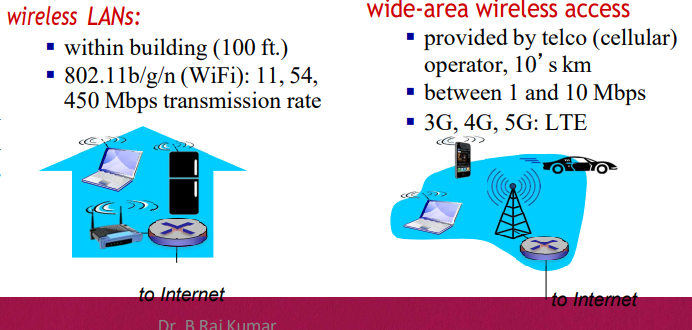 wireless LANs:
▪ within building (100 ft.)
▪ 802.11b/g/n (WiFi): 11, 54,
450 Mbps transmission rate
to Internet
wide-area wireless access
▪ provided by telco (cellular)
operator, 10’s km
▪ between 1 and 10 Mbps
▪ 3G, 4G, 5G: LTE
to Internet
Dr. B Raj Kumar